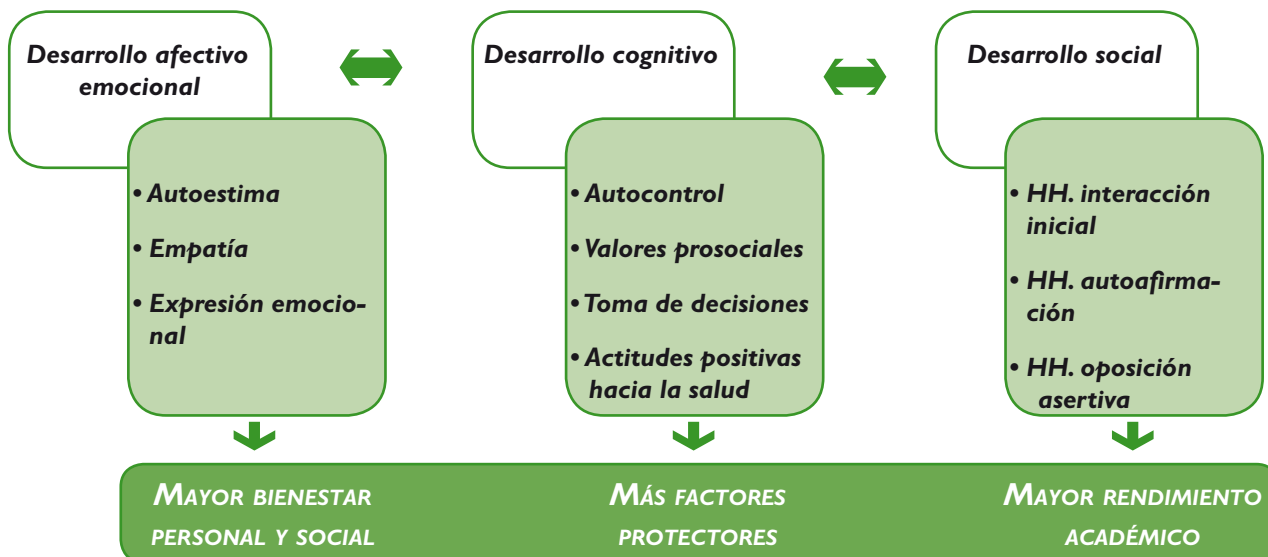 Desarrollo afectivo
emocional
• Autoestima
• Empatía
• Expresión emocio-
nal
Desarrollo cognitivo
• Autocontrol
• Valores prosociales
• Toma de decisiones
• Actitudes positivas
hacia la salud
Desarrollo social
• HH. interacción
inicial
• HH. autoafirma-
ción
• HH. oposición
asertiva
MAYOR BIENESTAR
PERSONAL Y SOCIAL
MÁS FACTORES
PROTECTORES
MAYOR RENDIMIENTO
ACADÉMICO